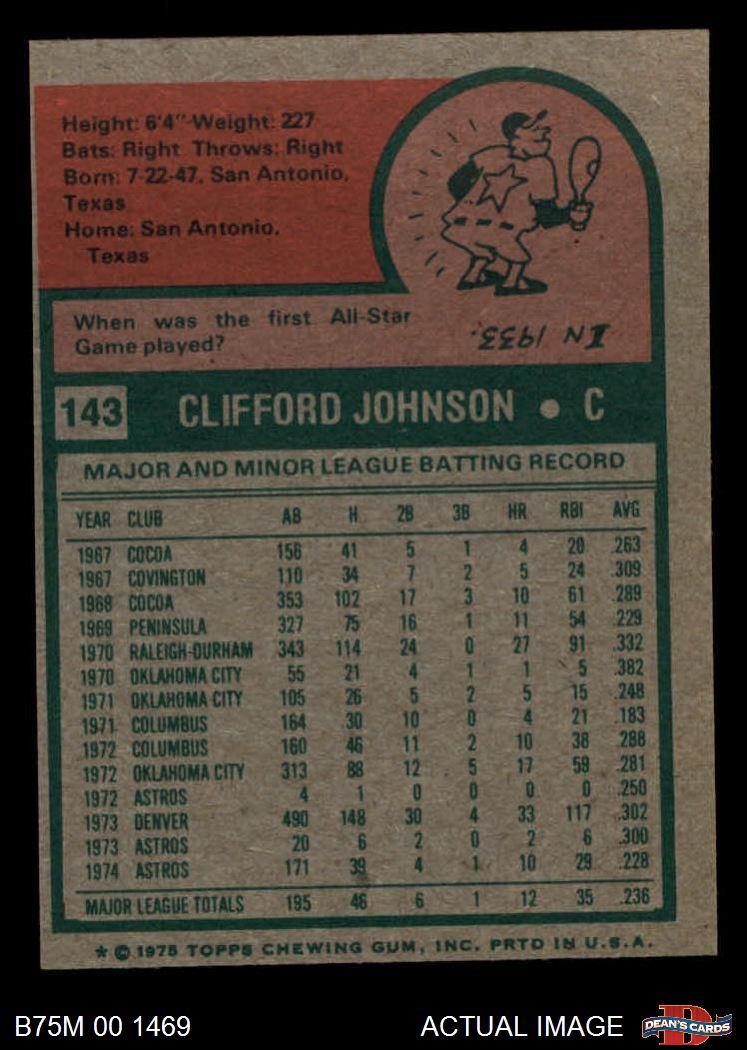 Height: 6'4" Weight: 227
Bats: Right Throws: Right
Born: 7-22-47, San Antonio,
Texas
Home: San Antonio,
Texas
When was the first All-Star
Game played?
IN 1933.
143 CLIFFORD JOHNSON • C
MAJOR AND MINOR LEAGUE BATTING RECORD
YEAR CLUB AB H 2B 3B HR RBI AVG
1967 COCOA 156 41 5 1 4 20 .263
1967 COVINGTON 110 34 7 2 5 24 .309
1968 COCOA 353 102 17 3 10 61 .289
1969 PENINSULA 327 75 16 1 11 54 .229
1970 RALEIGH-DURHAM 343 114 24 0 27 91 .332
1970 OKLAHOMA CITY 55 21 4 1 1 5 .382
1971 OKLAHOMA CITY 105 26 5 2 5 15 .248
1971 COLUMBUS 164 30 10 0 4 21 .183
1972 COLUMBUS 160 46 11 2 10 38 .288
1972 OKLAHOMA CITY 313 88 12 5 17 59 .281
1972 ASTROS 4 1 0 0 0 0 .250
1973 DENVER 490 148 30 4 33 117 .302
1973 ASTROS 20 6 2 0 2 6 .300
1974 ASTROS 171 39 4 1 10 29 .228
MAJOR LEAGUE TOTALS 195 46 6 1 12 35 .236
* © 1975 TOPPS CHEWING GUM, INC. PRTD IN U.S.A.
B75M 00 1469 ACTUAL IMAGE DEAN'S CARDS